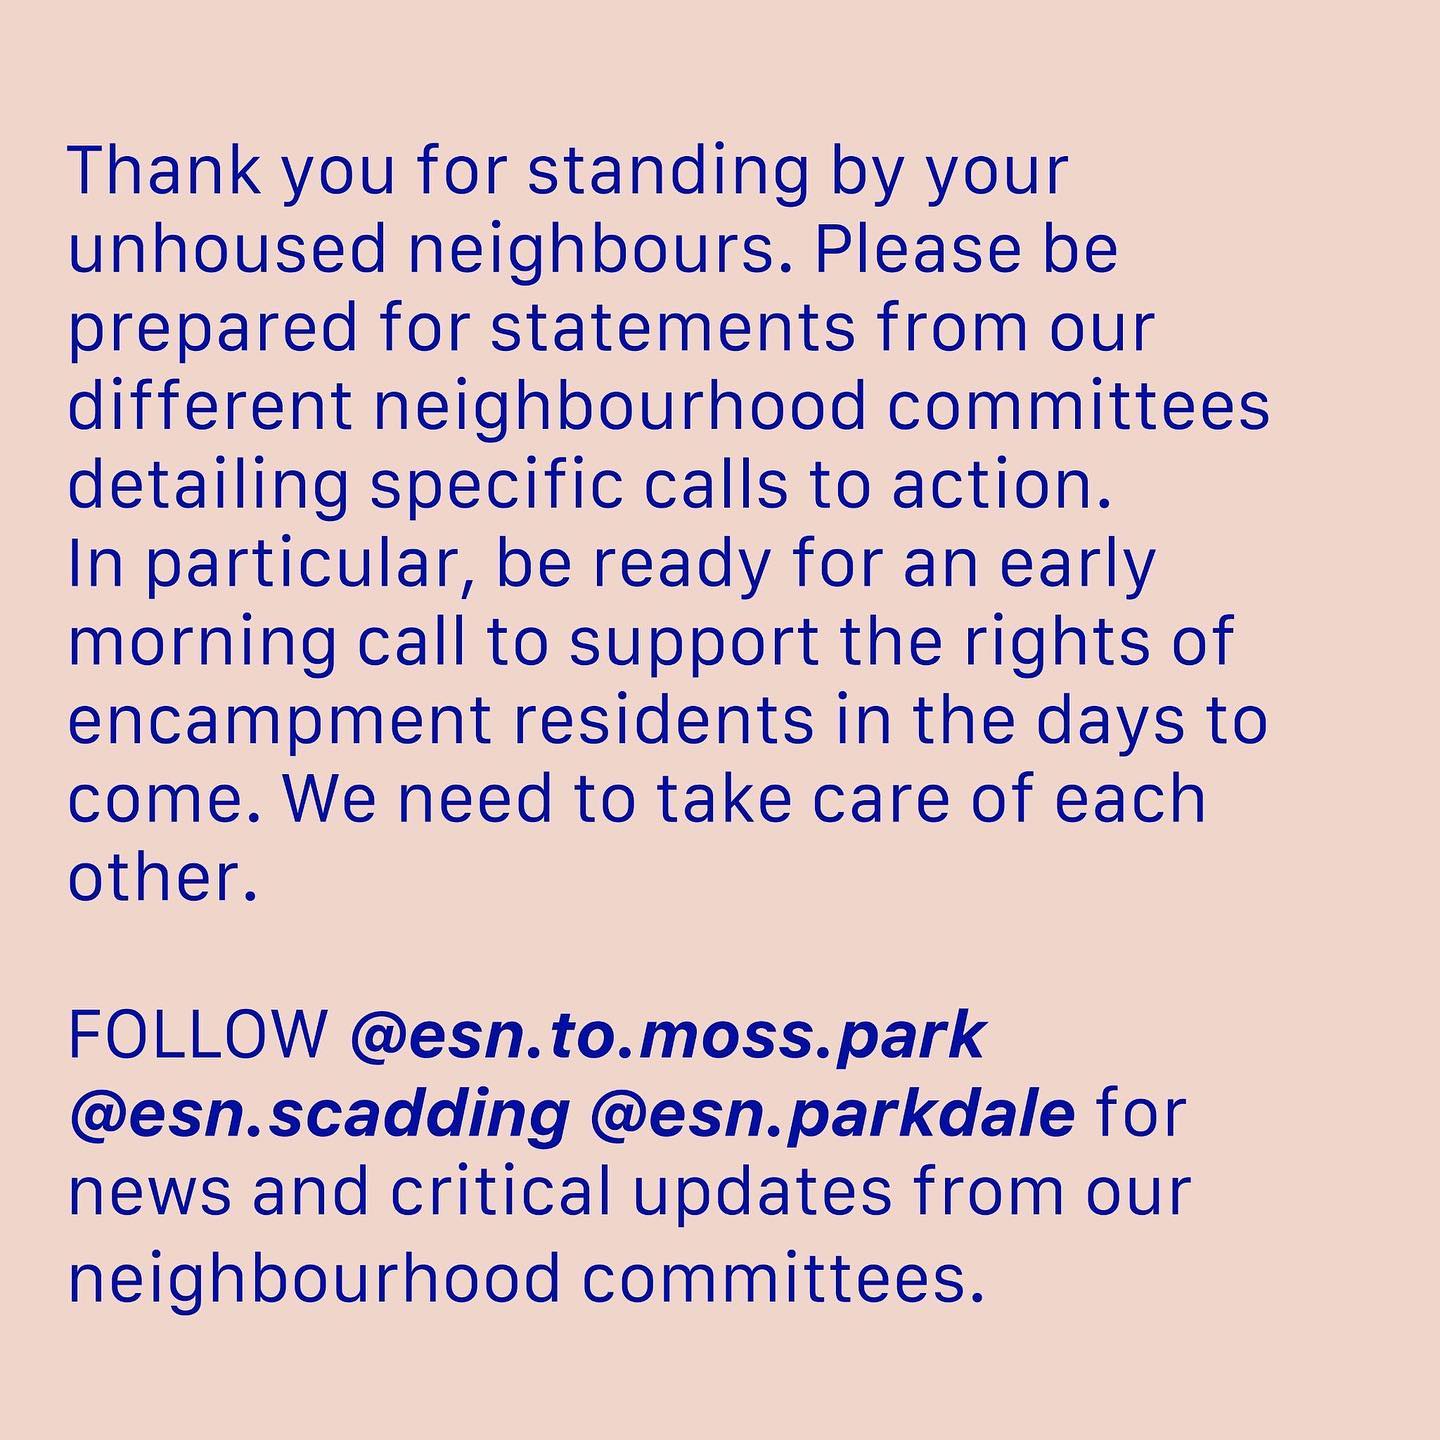 Thank you for standing by your
unhoused neighbours. Please be
prepared for statements from our
different neighbourhood committees
detailing specific calls to action.
In particular, be ready for an early
morning call to support the rights of
encampment residents in the days to
come. We need to take care of each
other.
FOLLOW @esn.to.moss.park
@esn.scadding @esn.parkdale for
news and critical updates from our
neighbourhood committees.